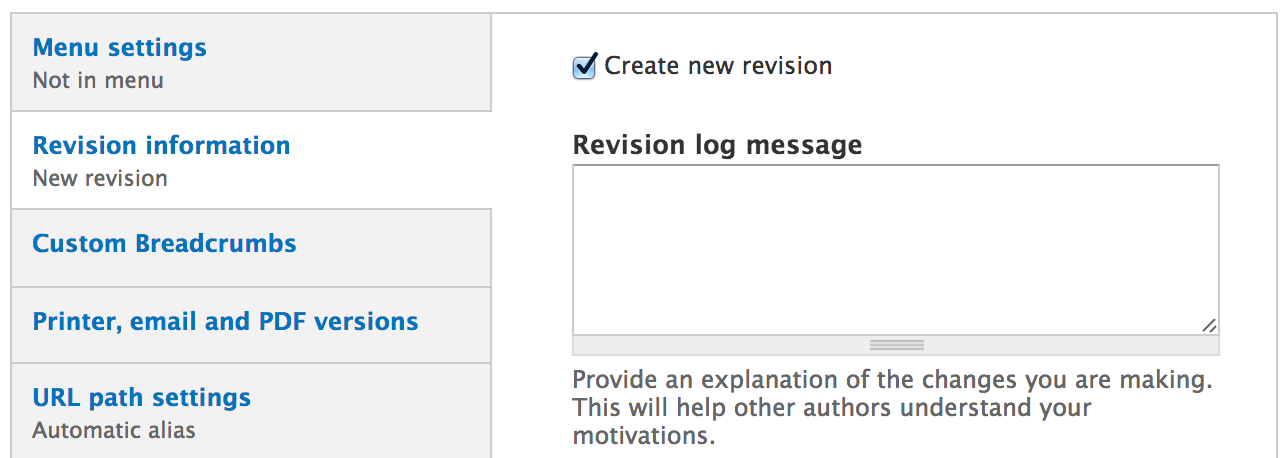 Menu settings
Not in menu
Revision information
New revision
Custom Breadcrumbs
Printer, email and PDF versions
URL path settings
Automatic alias
Create new revision
Revision log message
Provide an explanation of the changes you are making.
This will help other authors understand your
motivations.